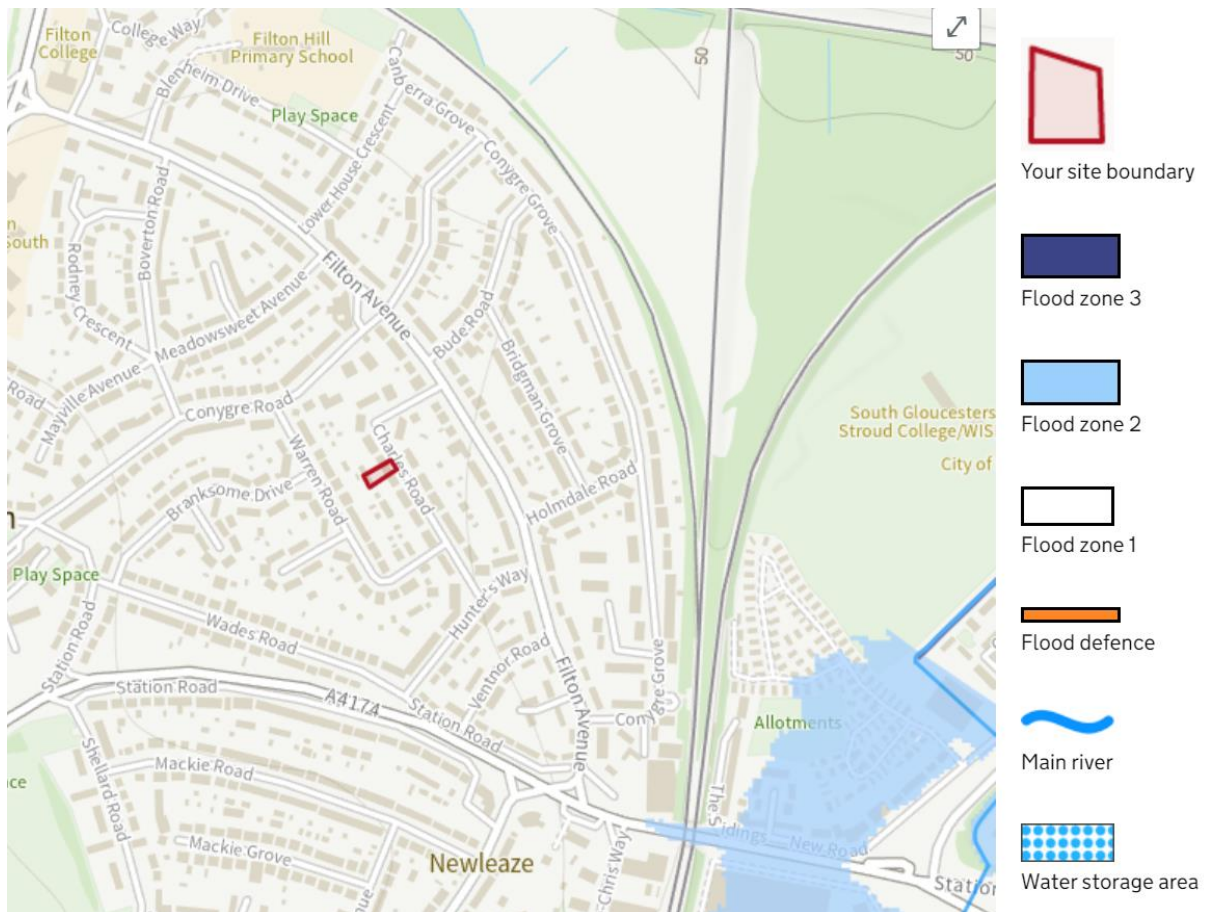 Filton
College
College Way
Filton Hill
Primary School
Blenheim Drive
Play Space
Canberra Grove
Lower House Crescent
Conygre Grove
50
50
Boverton Road
Rodney Crescent
South
Filton Avenue
Meadowsweet Avenue
Mayville Avenue
Road
Bude Road
Bridgman Grove
Conygre Road
Charles Road
Warren Road
Branksome Drive
Holmdale Road
South Gloucesters
Stroud College/WIS
City of
n
Play Space
Hunter's Way
Wades Road
Ventnor Road
Station Road
Station Road
A4174
Station Road
Filton Avenue
Conygre Grove
Allotments
Shellard Road
Mackie Road
ace
Mackie Grove
Newleaze
Chris Way
The Sidings
New Road
Station
Your site boundary
Flood zone 3
Flood zone 2
Flood zone 1
Flood defence
Main river
Water storage area